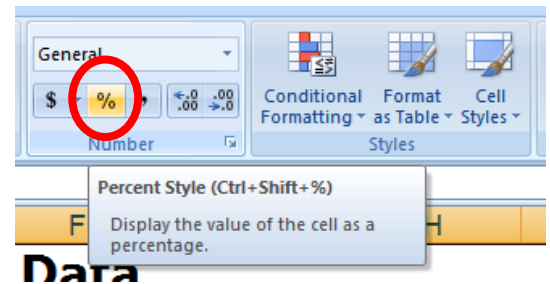 General
$ % , .0 .00 .00 .0
Number
Conditional Formatting
Format as Table
Cell Styles
Styles
Percent Style (Ctrl+Shift+%)
Display the value of the cell as a
percentage.
F H
Data